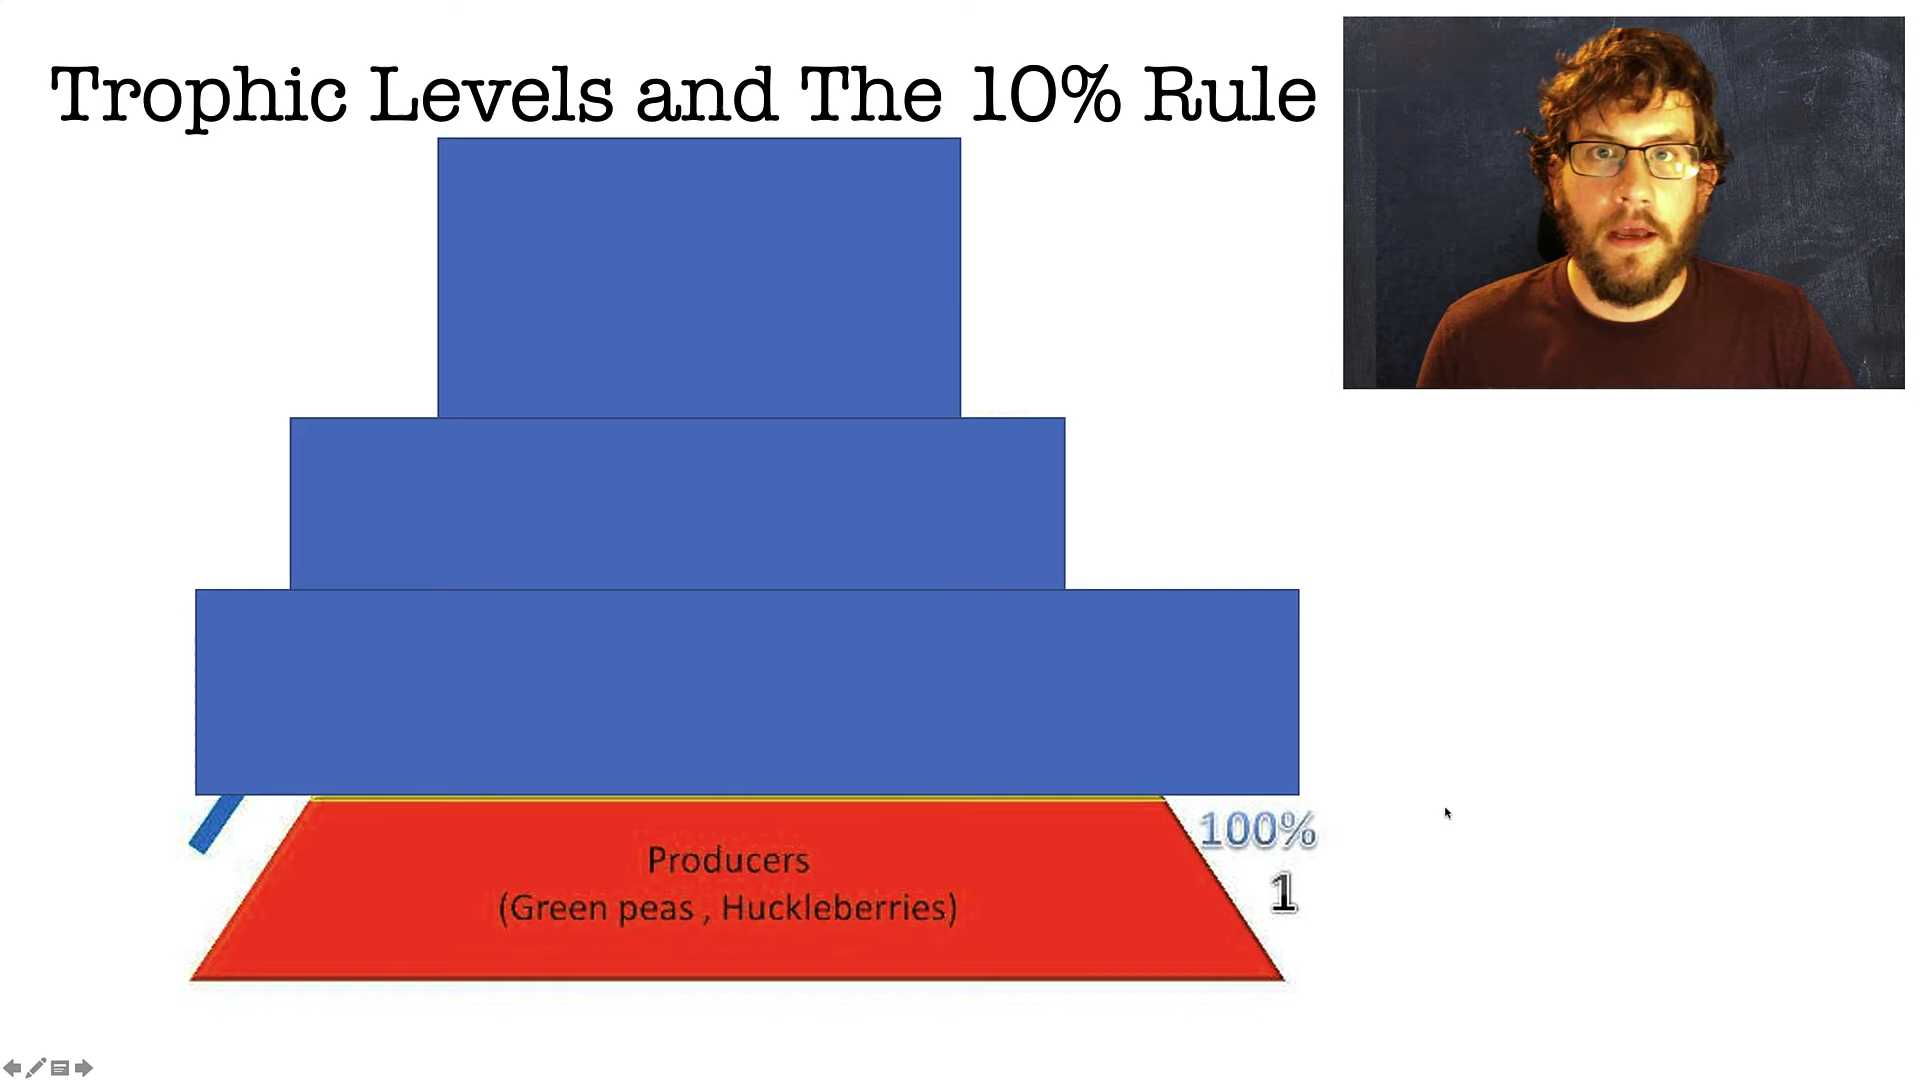 Trophic Levels and The 10% Rule
100%
Producers
1
(Green peas , Huckleberries)